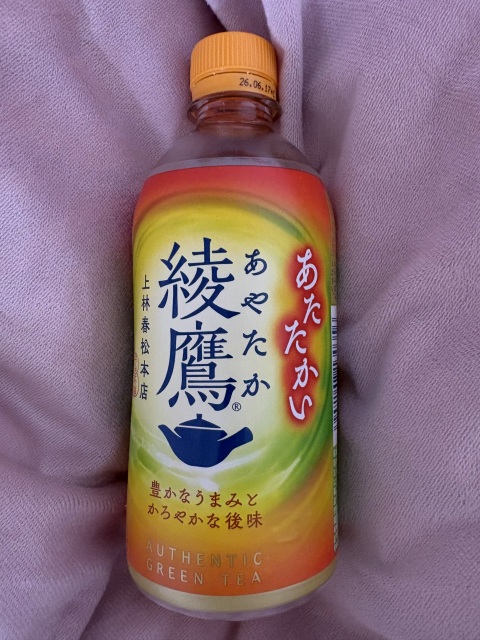 26.06.17
あたたかい
あやたか
綾鷹®
上林春松本店
豊かなうまみと
かろやかな後味
AUTHENTIC
GREEN TEA